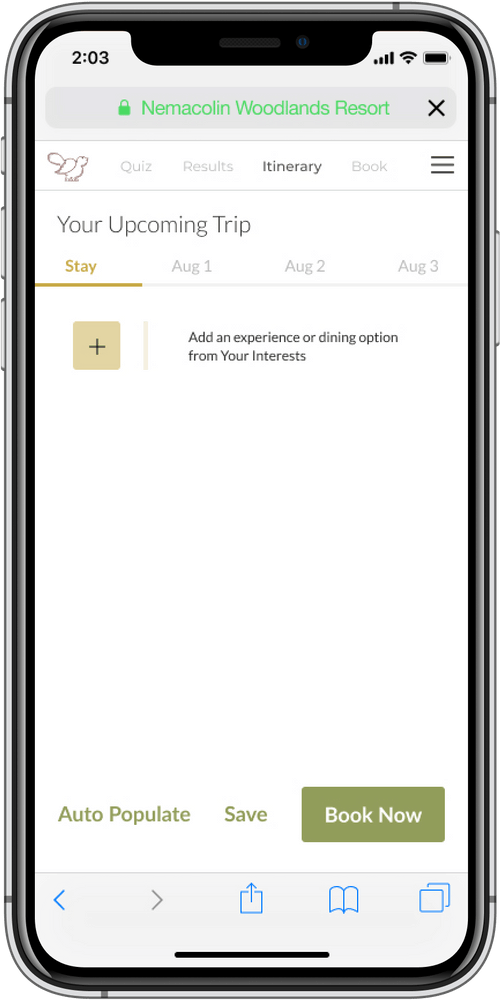 2:03
Nemacolin Woodlands Resort
Quiz Results Itinerary Book
Your Upcoming Trip
Stay Aug 1 Aug 2 Aug 3
+ Add an experience or dining option
from Your Interests
Auto Populate Save Book Now